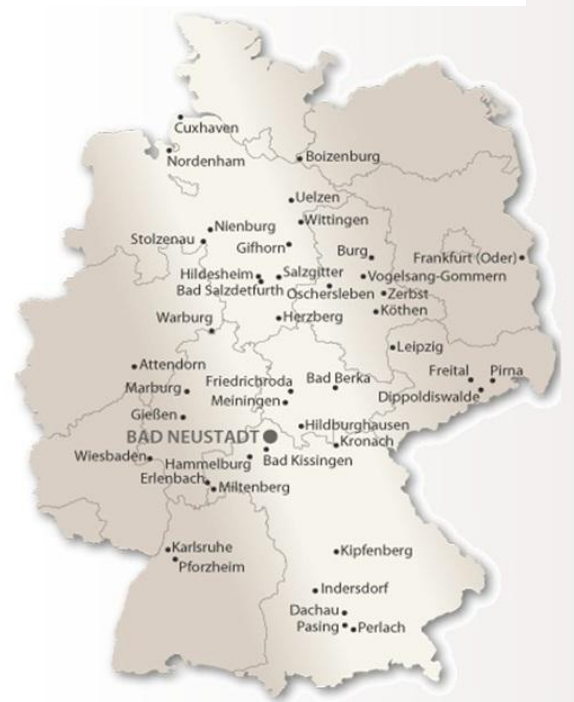 Cuxhaven
Nordenham
Boizenburg
Uelzen
Wittingen
Nienburg
Stolzenau
Gifhorn
Burg
Frankfurt (Oder)
Hildesheim
Salzgitter
Vogelsang-Gommern
Bad Salzdetfurth
Oschersleben
Zerbst
Köthen
Warburg
Herzberg
Leipzig
Attendorn
Freital
Pirna
Marburg
Friedrichroda
Bad Berka
Dippoldiswalde
Meiningen
Gießen
Hildburghausen
BAD NEUSTADT
Kronach
Wiesbaden
Hammelburg
Bad Kissingen
Erlenbach
Miltenberg
Karlsruhe
Kipfenberg
Pforzheim
Indersdorf
Dachau
Pasing
Perlach